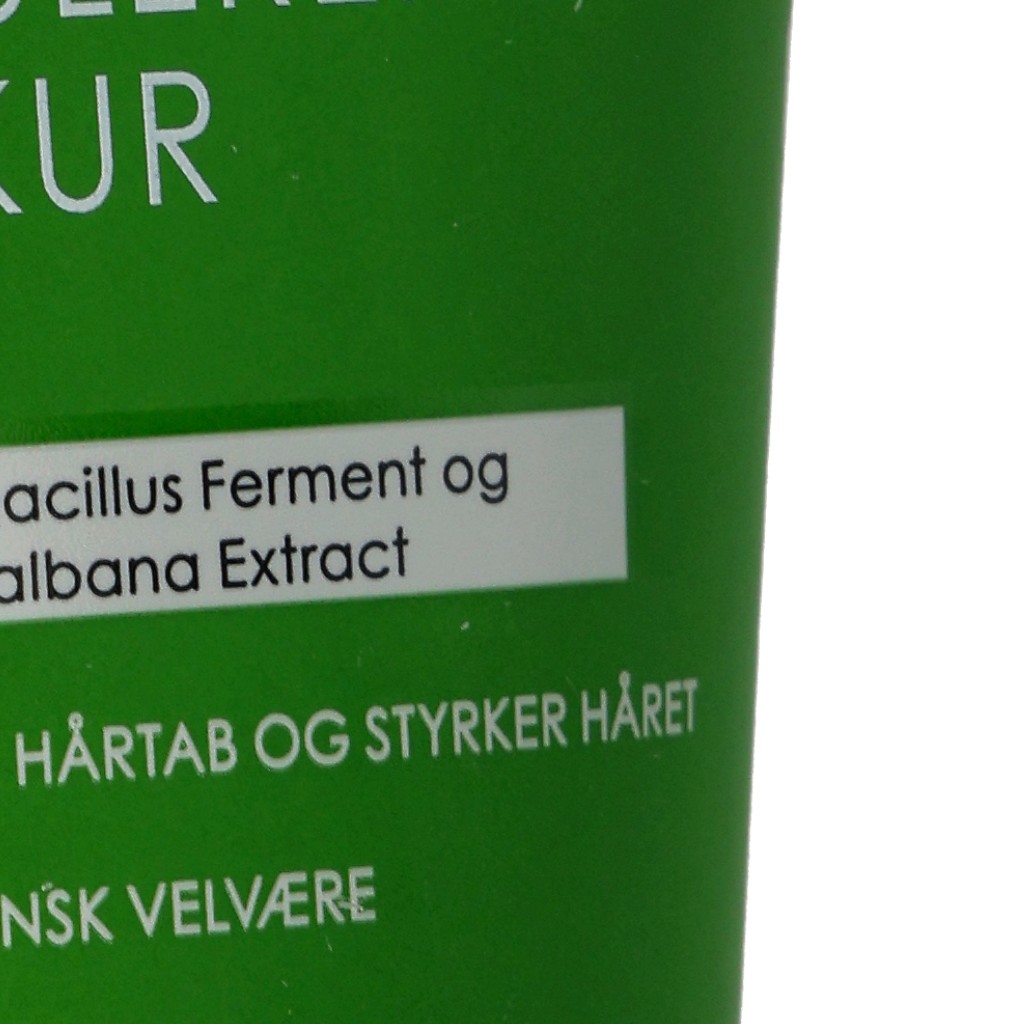 KUR
acillus Ferment og
albana Extract
HÅRTAB OG STYRKER HÅRET
NSK VELVÆRE